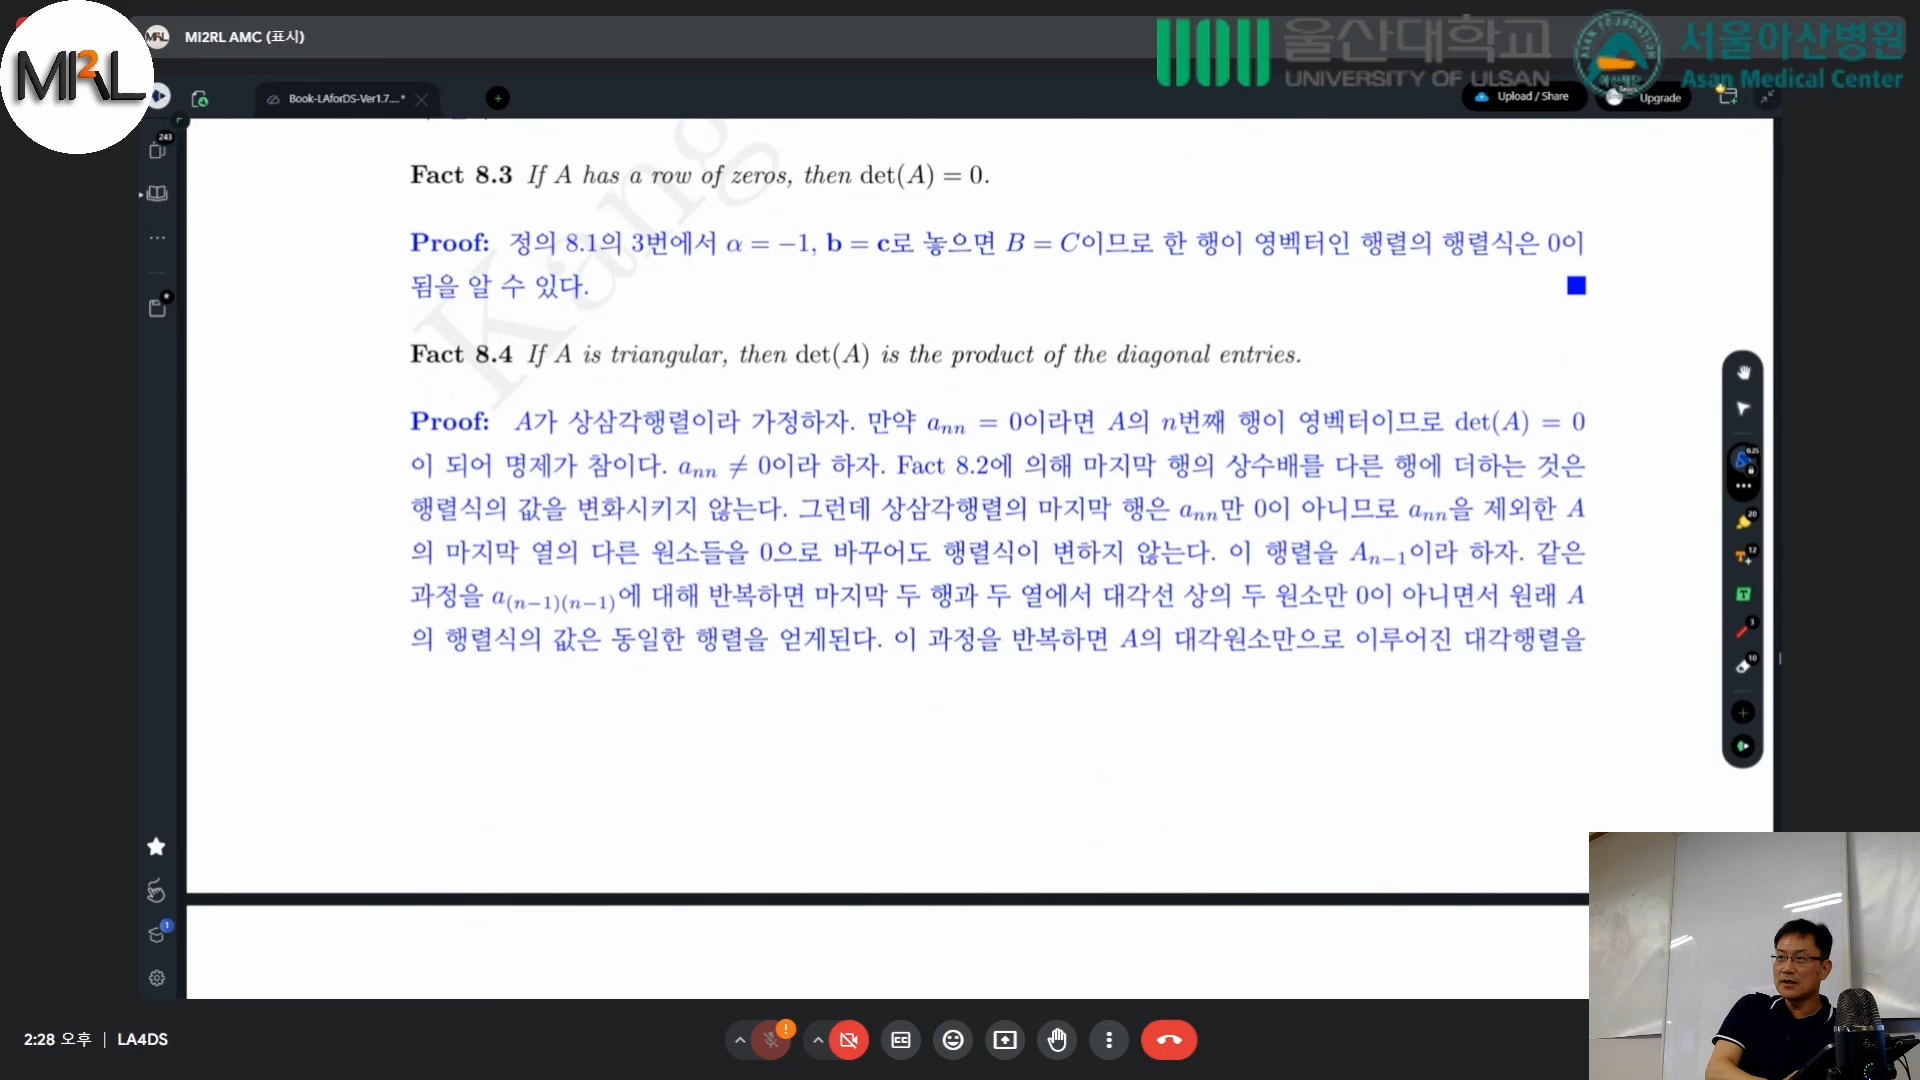 MI2RL
MI2RL AMC (표시)
울산대학교
UNIVERSITY OF ULSAN
서울아산병원
Asan Medical Center
Book-LAforDS-Ver1.7....*
Upload / Share
Upgrade
243
Kang
Fact 8.3 If A has a row of zeros, then det(A) = 0.
Proof: 정의 8.1의 3번에서 α = −1, b = c로 놓으면 B = C이므로 한 행이 영벡터인 행렬의 행렬식은 0이
됨을 알 수 있다.
Fact 8.4 If A is triangular, then det(A) is the product of the diagonal entries.
Proof: A가 상삼각행렬이라 가정하자. 만약 aₙₙ = 0이라면 A의 n번째 행이 영벡터이므로 det(A) = 0
이 되어 명제가 참이다. aₙₙ ≠ 0이라 하자. Fact 8.2에 의해 마지막 행의 상수배를 다른 행에 더하는 것은
행렬식의 값을 변화시키지 않는다. 그런데 상삼각행렬의 마지막 행은 aₙₙ만 0이 아니므로 aₙₙ을 제외한 A
의 마지막 열의 다른 원소들을 0으로 바꾸어도 행렬식이 변하지 않는다. 이 행렬을 Aₙ₋₁이라 하자. 같은
과정을 a₍ₙ₋₁₎₍ₙ₋₁₎에 대해 반복하면 마지막 두 행과 두 열에서 대각선 상의 두 원소만 0이 아니면서 원래 A
의 행렬식의 값은 동일한 행렬을 얻게된다. 이 과정을 반복하면 A의 대각원소만으로 이루어진 대각행렬을
0.25
20
12
3
10
1
2:28 오후 | LA4DS